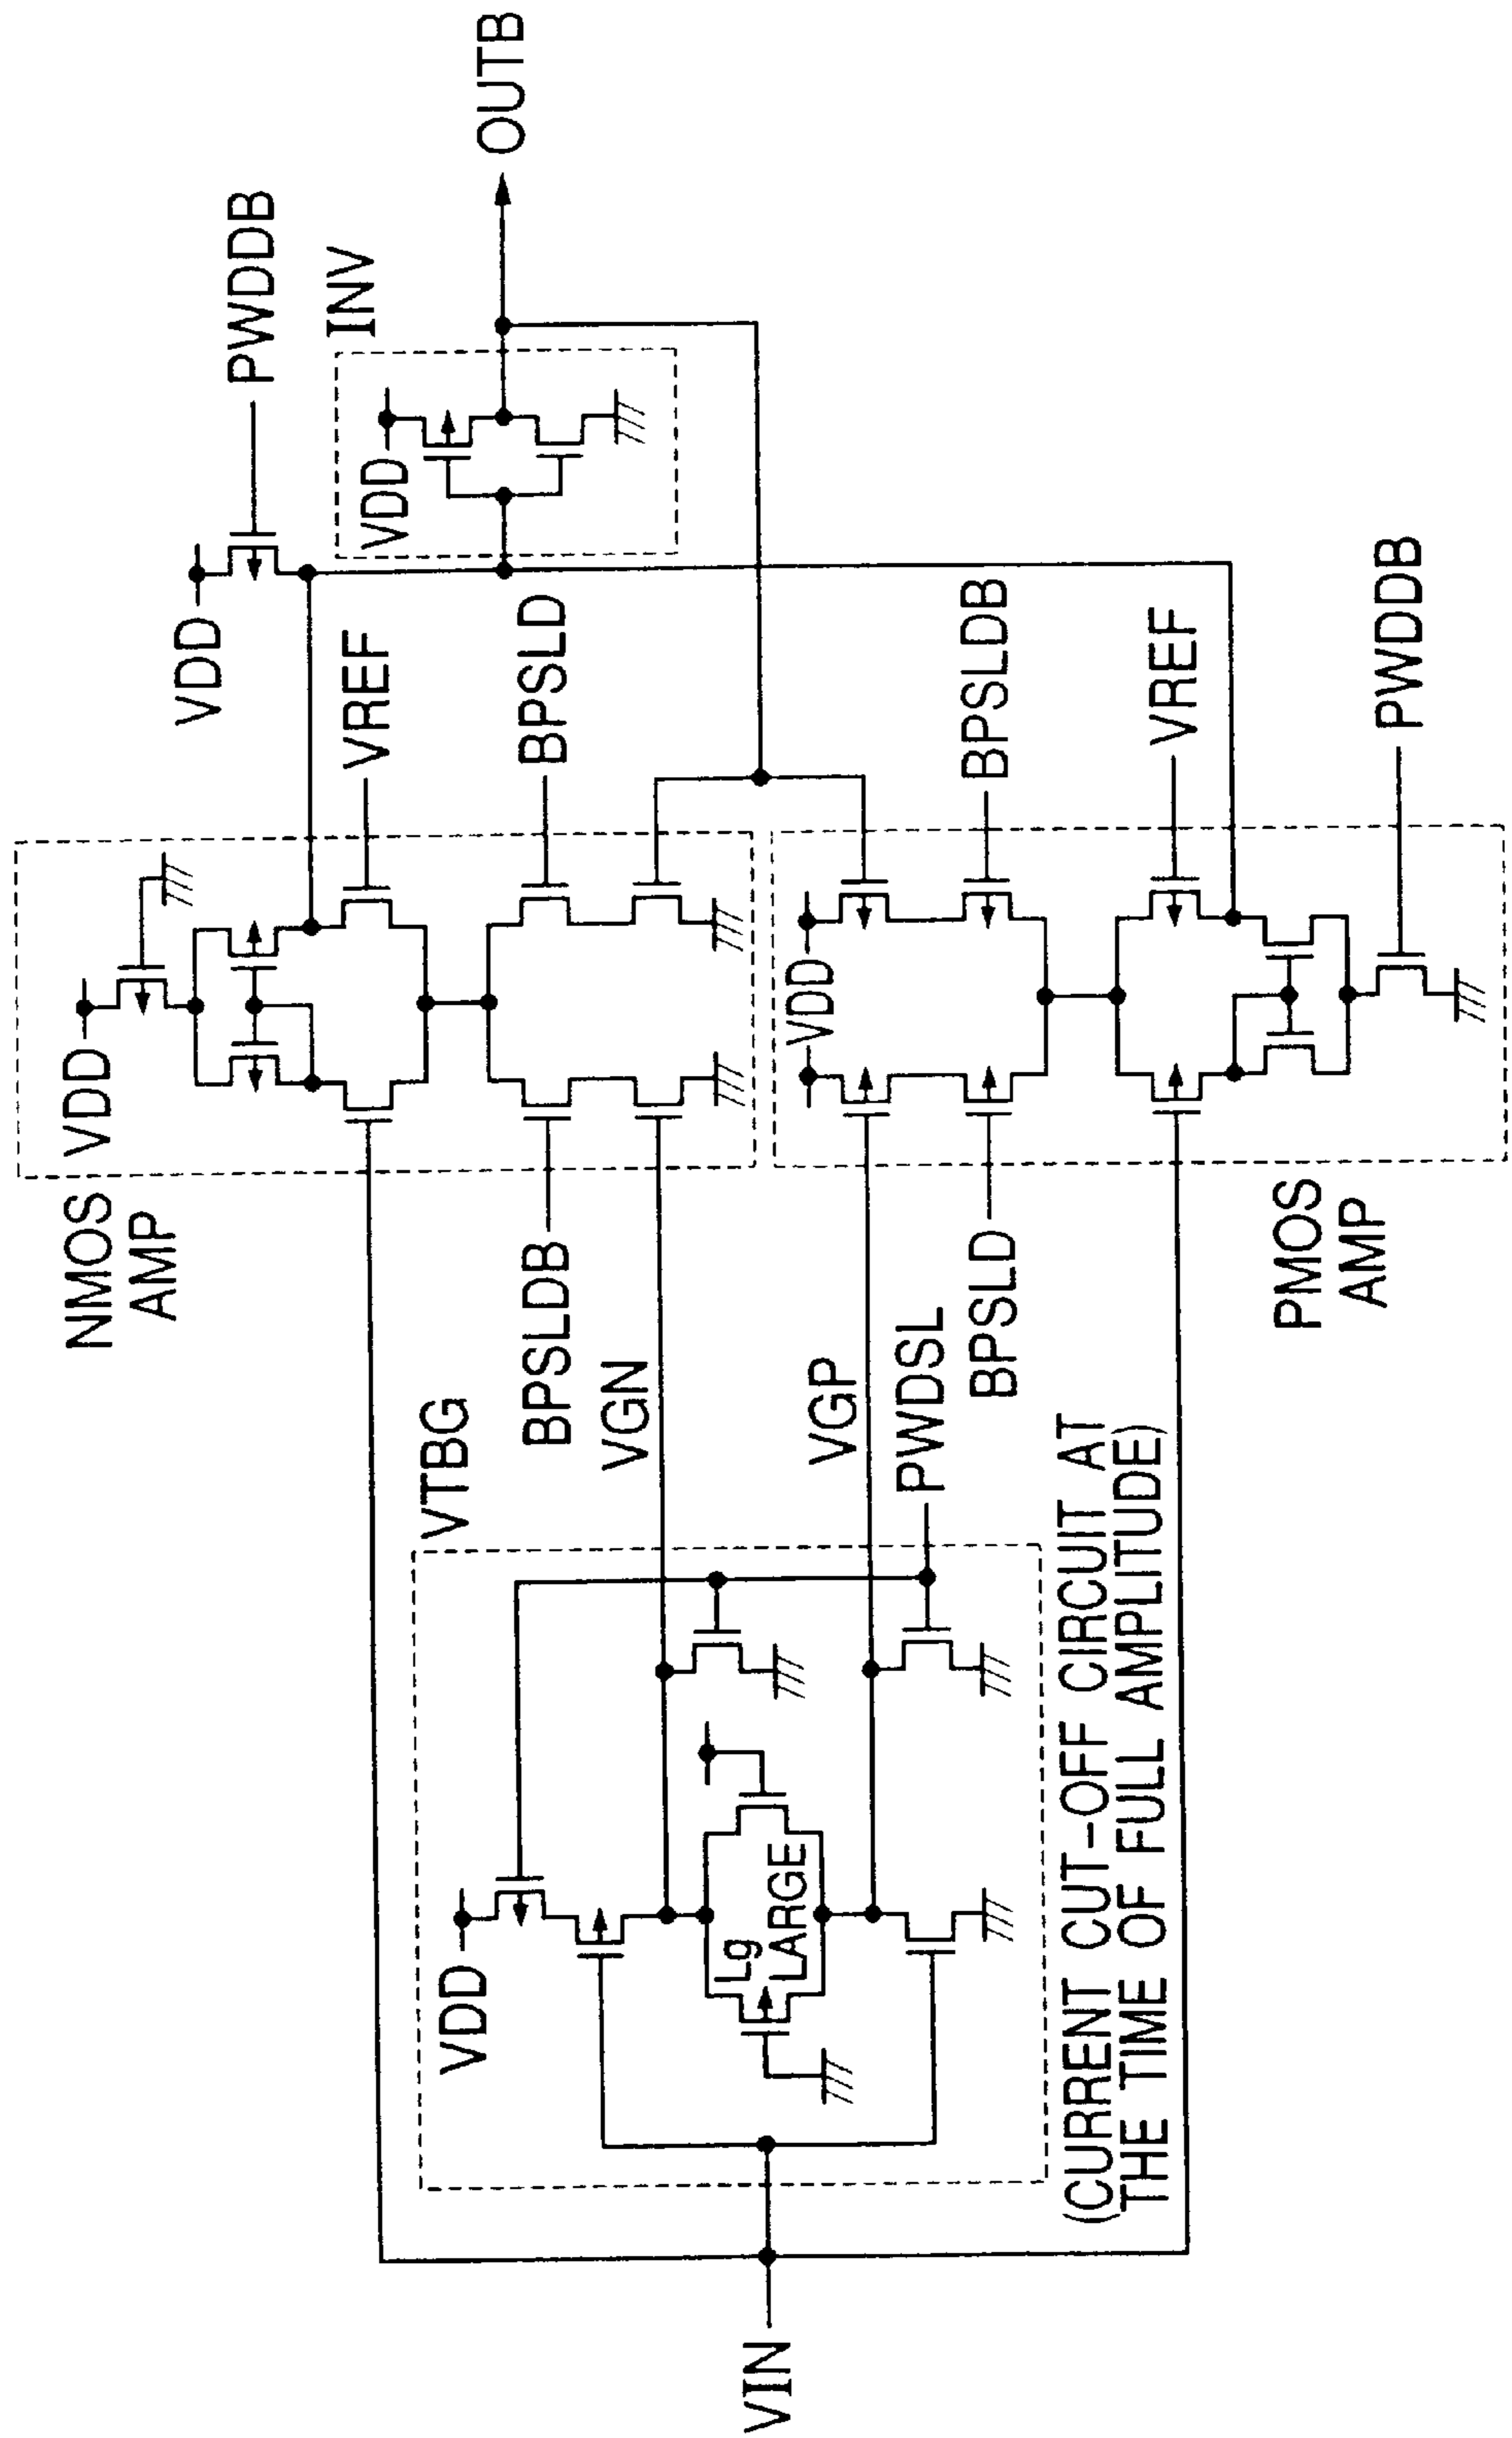 NMOS
AMP
VDD
VDD
PWDDB
VREF
BPSLD
INV
VDD
OUTB
BPSLDB
VGN
VTBG
VDD
Lg
LARGE
VIN
VGP
PWDSL
BPSLD
VDD
BPSLDB
VREF
PWDDB
PMOS
AMP
(CURRENT CUT-OFF CIRCUIT AT
THE TIME OF FULL AMPLITUDE)